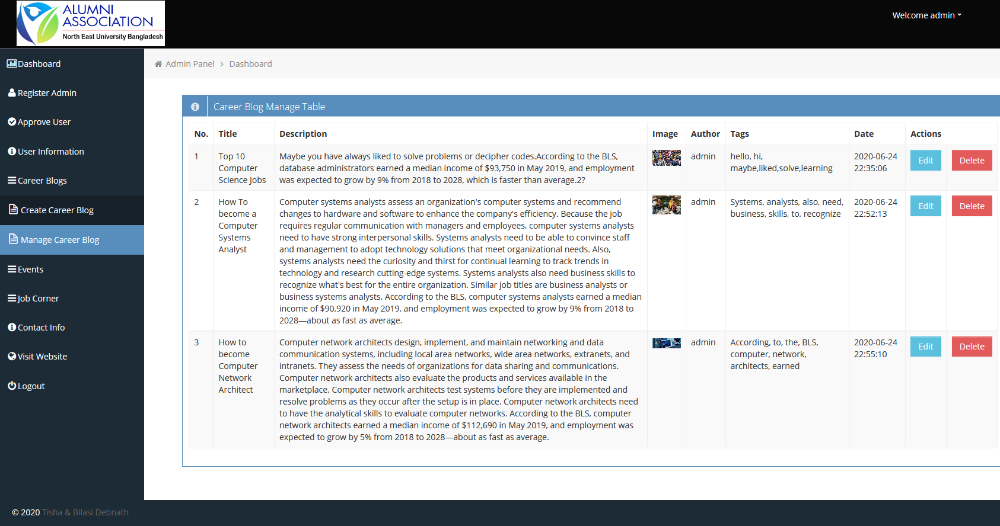 ALUMNI
ASSOCIATION
North East University Bangladesh
Welcome admin
Dashboard
Register Admin
Approve User
User Information
Career Blogs
Create Career Blog
Manage Career Blog
Events
Job Corner
Contact Info
Visit Website
Logout
Admin Panel > Dashboard
Career Blog Manage Table
No. Title Description Image Author Tags Date Actions
1
Top 10
Computer
Science Jobs
Maybe you have always liked to solve problems or decipher codes.According to the BLS,
database administrators earned a median income of $93,750 in May 2019, and employment
was expected to grow by 9% from 2018 to 2028, which is faster than average.2?
admin
hello, hi,
maybe,liked,solve,learning
2020-06-24
22:35:06
Edit
Delete
2
How To
become a
Computer
Systems
Analyst
Computer systems analysts assess an organization's computer systems and recommend
changes to hardware and software to enhance the company's efficiency. Because the job
requires regular communication with managers and employees, computer systems analysts
need to have strong interpersonal skills. Systems analysts need to be able to convince staff
and management to adopt technology solutions that meet organizational needs. Also,
systems analysts need the curiosity and thirst for continual learning to track trends in
technology and research cutting-edge systems. Systems analysts also need business skills to
recognize what's best for the entire organization. Similar job titles are business analysts or
business systems analysts. According to the BLS, computer systems analysts earned a median
income of $90,920 in May 2019, and employment was expected to grow by 9% from 2018 to
2028—about as fast as average.
admin
Systems, analysts, also, need,
business, skills, to, recognize
2020-06-24
22:52:13
Edit
Delete
3
How to
become
Computer
Network
Architect
Computer network architects design, implement, and maintain networking and data
communication systems, including local area networks, wide area networks, extranets, and
intranets. They assess the needs of organizations for data sharing and communications.
Computer network architects also evaluate the products and services available in the
marketplace. Computer network architects test systems before they are implemented and
resolve problems as they occur after the setup is in place. Computer network architects need
to have the analytical skills to evaluate computer networks. According to the BLS, computer
network architects earned a median income of $112,690 in May 2019, and employment was
expected to grow by 5% from 2018 to 2028—about as fast as average.
admin
According, to, the, BLS,
computer, network,
architects, earned
2020-06-24
22:55:10
Edit
Delete
© 2020 Tisha & Bilasi Debnath